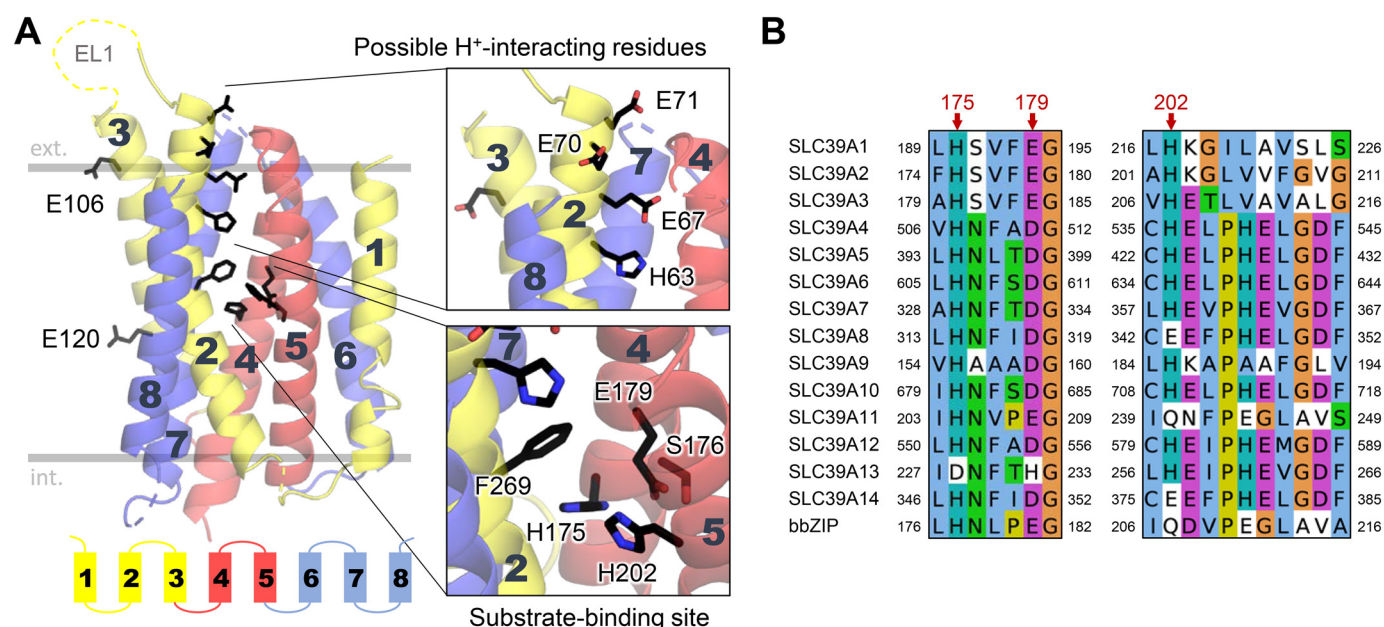 A
EL1
Possible H+-interacting residues
3
ext.
E106
1
E120
2
4
5
6
8
7
int.
E71
E70
3
7
4
E67
2
H63
8
7
4
E179
S176
F269
H175
5
2
H202
Substrate-binding site
1 2 3 4 5 6 7 8
B
175 179 202
SLC39A1 189 LHSVFEG 195 216 LHKGILAVSLS 226
SLC39A2 174 FHSVFEG 180 201 AHKGLVVFGVG 211
SLC39A3 179 AHSVFEG 185 206 VHETLVAVALG 216
SLC39A4 506 VHNFADG 512 535 CHELPHELGDF 545
SLC39A5 393 LHNLTDG 399 422 CHELPHELGDF 432
SLC39A6 605 LHNFSDG 611 634 CHELPHELGDF 644
SLC39A7 328 AHNFTDG 334 357 LHEVPHEVGDF 367
SLC39A8 313 LHNFIDG 319 342 CEEFPHELGDF 352
SLC39A9 154 VHAAADG 160 184 LHKAPAAFGLV 194
SLC39A10 679 IHNFSDG 685 708 CHELPHELGDF 718
SLC39A11 203 IHNVPEG 209 239 IQNFPEGLAVS 249
SLC39A12 550 LHNFADG 556 579 CHEIPHEMGDF 589
SLC39A13 227 IDNFTHG 233 256 LHEIPHEVGDF 266
SLC39A14 346 LHNFIDG 352 375 CEEFPHELGDF 385
bbZIP 176 LHNLPEG 182 206 IQDVPEGLAVA 216